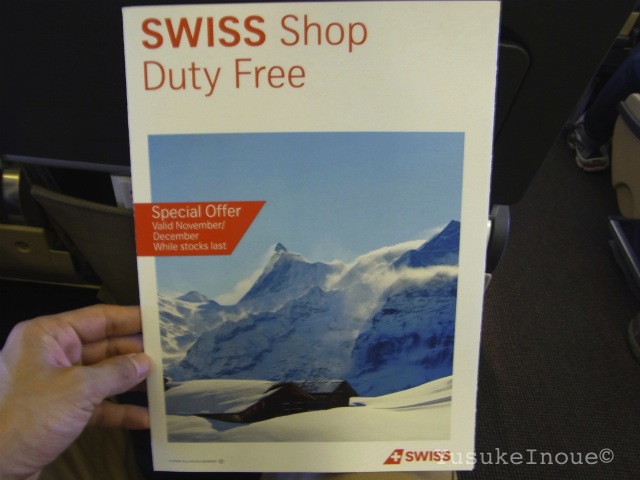 SWISS Shop
Duty Free
Special Offer
Valid November/
December
While stocks last
SWISS
YusukeInoue©